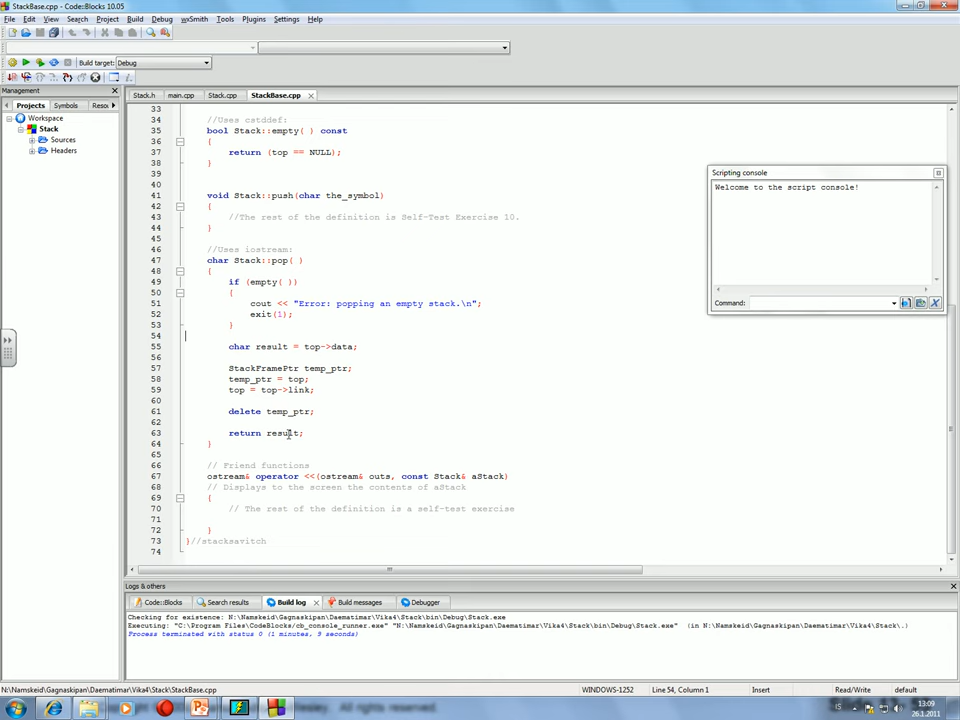 StackBase.cpp - Code::Blocks 10.05
File Edit View Search Project Build Debug wxSmith Tools Plugins Settings Help
Build target: Debug
Management
Projects Symbols Resou
Workspace
Stack
Sources
Headers
Stack.h main.cpp Stack.cpp StackBase.cpp
33
34 //Uses cstddef:
35 bool Stack::empty( ) const
36 {
37 return (top == NULL);
38 }
39
40
41 void Stack::push(char the_symbol)
42 {
43 //The rest of the definition is Self-Test Exercise 10.
44 }
45
46 //Uses iostream:
47 char Stack::pop( )
48 {
49 if (empty( ))
50 {
51 cout << "Error: popping an empty stack.\n";
52 exit(1);
53 }
54
55 char result = top->data;
56
57 StackFramePtr temp_ptr;
58 temp_ptr = top;
59 top = top->link;
60
61 delete temp_ptr;
62
63 return result;
64 }
65
66 // Friend functions
67 ostream& operator <<(ostream& outs, const Stack& aStack)
68 // Displays to the screen the contents of aStack
69 {
70 // The rest of the definition is a self-test exercise
71
72 }
73 }//stacksavitch
74
Scripting console
Welcome to the script console!
Command:
Logs & others
Code::Blocks Search results Build log Build messages Debugger
Checking for existence: N:\Namskeid\Gagnaskipan\Daematimar\Vika4\Stack\bin\Debug\Stack.exe
Executing: "C:\Program Files\CodeBlocks/cb_console_runner.exe" "N:\Namskeid\Gagnaskipan\Daematimar\Vika4\Stack\bin\Debug\Stack.exe" (in N:\Namskeid\Gagnaskipan\Daematimar\Vika4\Stack\.)
Process terminated with status 0 (1 minutes, 9 seconds)
N:\Namskeid\Gagnaskipan\Daematimar\Vika4\Stack\StackBase.cpp WINDOWS-1252 Line 54, Column 1 Insert Read/Write default
All rights reserved.
IS 13:09
26.1.2011